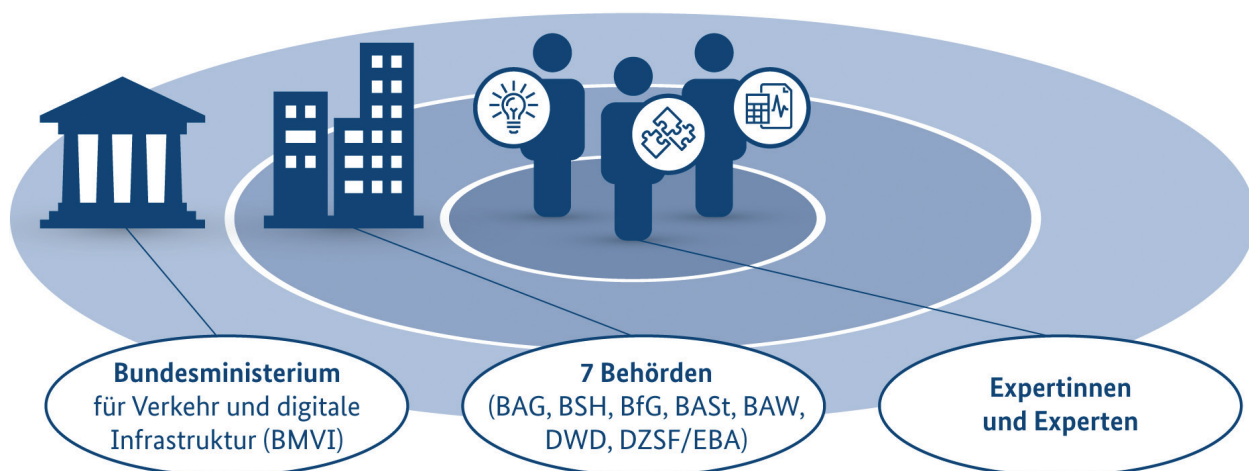 Bundesministerium
für Verkehr und digitale
Infrastruktur (BMVI)
7 Behörden
(BAG, BSH, BfG, BASt, BAW,
DWD, DZSF/EBA)
Expertinnen
und Experten